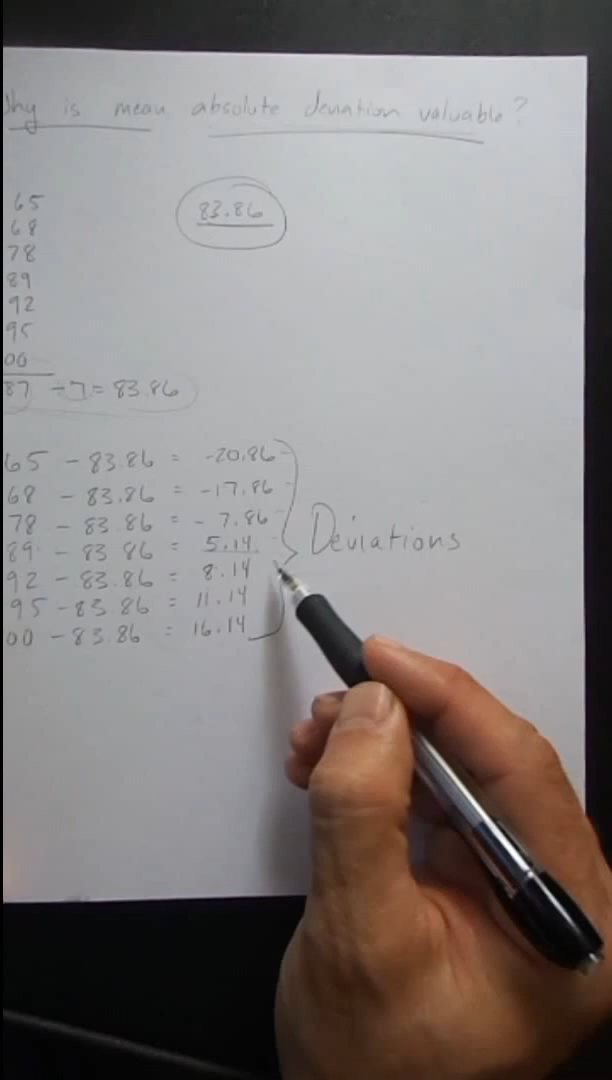 Why is mean absolute deviation valuable?
65
68
78
89
92
95
00
87 ÷ 7 = 83.86
83.86
65 - 83.86 = -20.86
68 - 83.86 = -17.86
78 - 83.86 = -7.86
89 - 83.86 = 5.14
92 - 83.86 = 8.14
95 - 83.86 = 11.14
00 - 83.86 = 16.14
Deviations